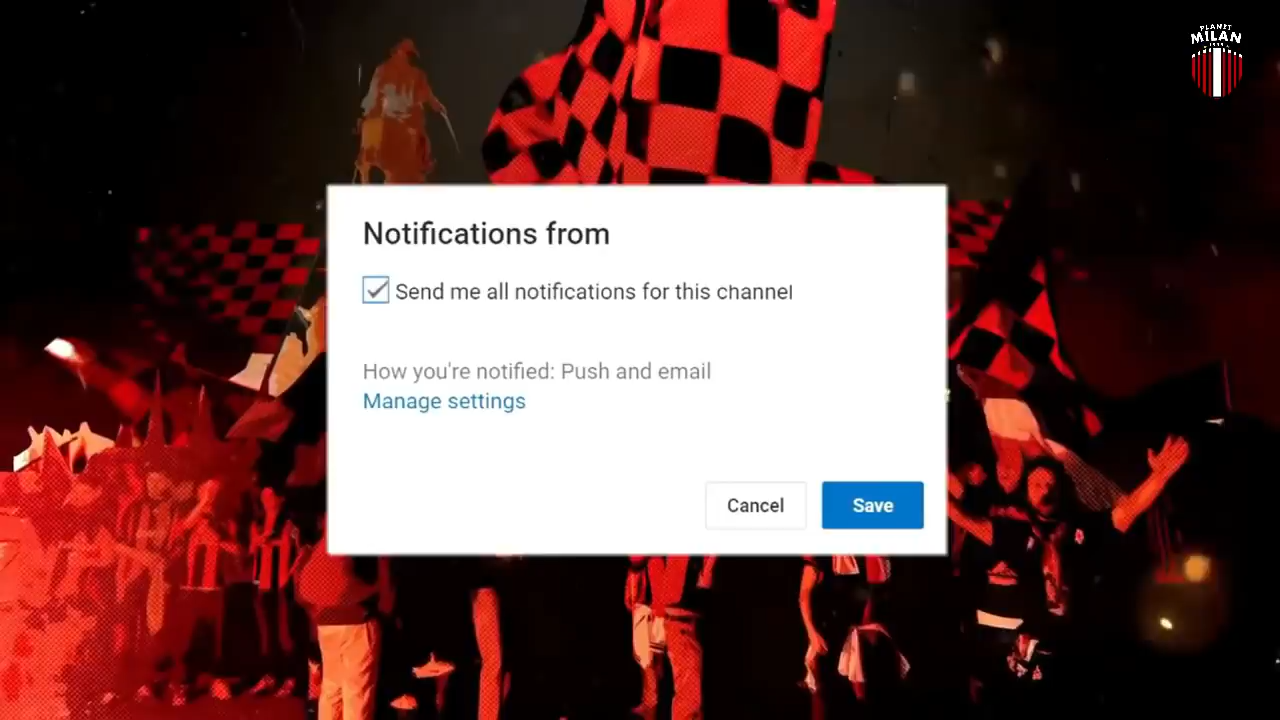 PLANET
MILAN
Notifications from
Send me all notifications for this channel
How you're notified: Push and email
Manage settings
Cancel
Save